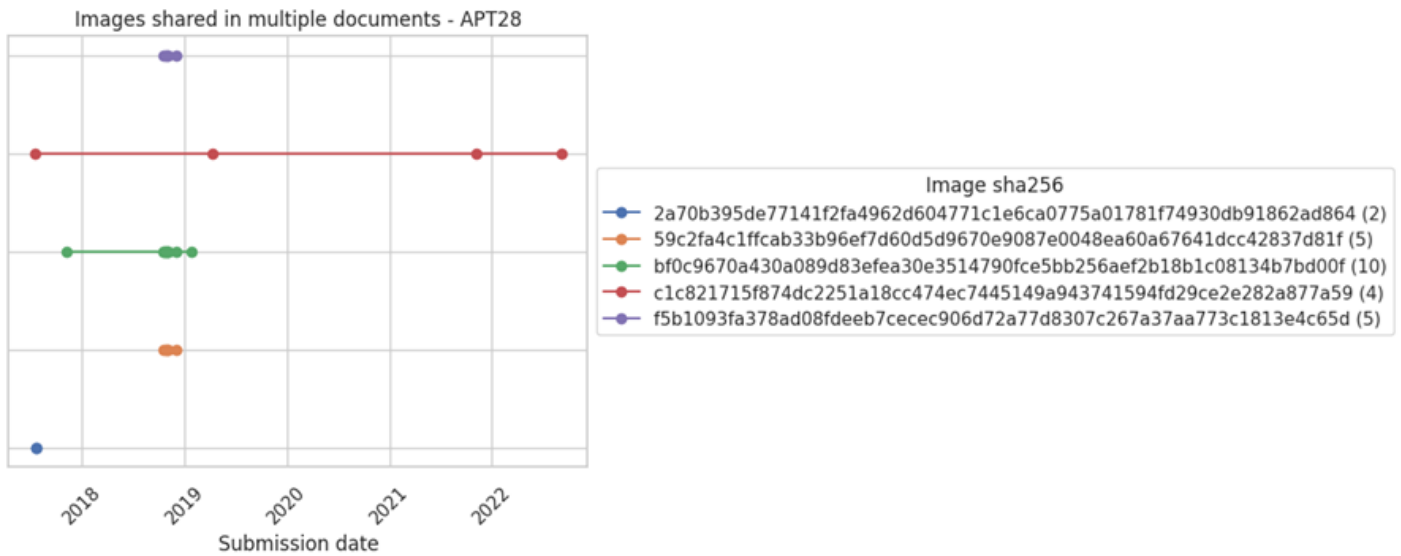 Images shared in multiple documents - APT28
2018
2019
2020
2021
2022
Submission date
Image sha256
2a70b395de77141f2fa4962d604771c1e6ca0775a01781f74930db91862ad864 (2)
59c2fa4c1ffcab33b96ef7d60d5d9670e9087e0048ea60a67641dcc42837d81f (5)
bf0c9670a430a089d83efea30e3514790fce5bb256aef2b18b1c08134b7bd00f (10)
c1c821715f874dc2251a18cc474ec7445149a943741594fd29ce2e282a877a59 (4)
f5b1093fa378ad08fdeeb7cecec906d72a77d8307c267a37aa773c1813e4c65d (5)